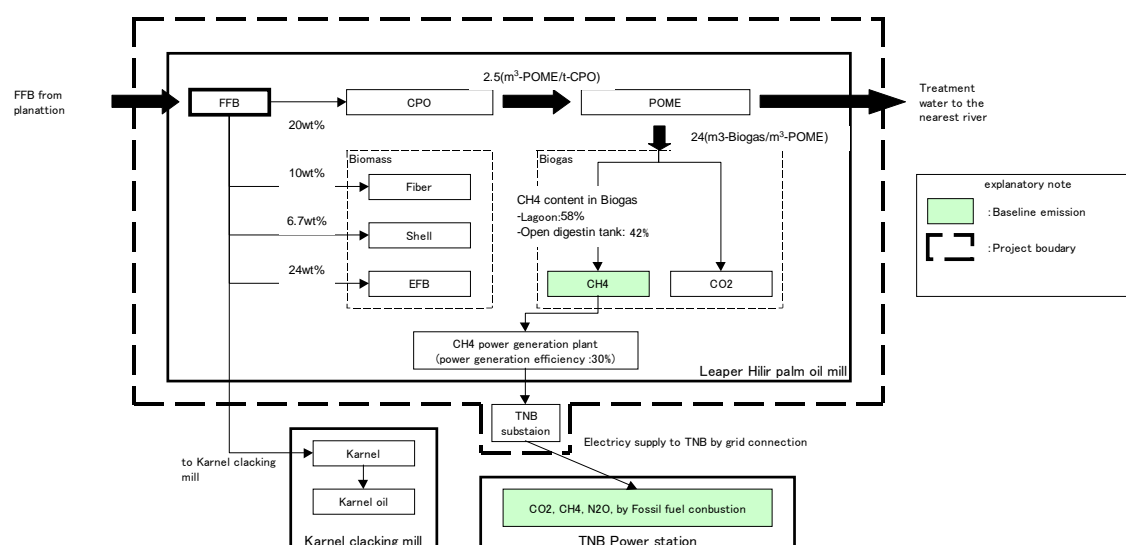 2.5(m³-POME/t-CPO)
FFB from
planattion
FFB
CPO
POME
Treatment
water to the
nearest river
20wt%
24(m3-Biogas/m³-POME)
Biomass
Biogas
10wt%
Fiber
CH4 content in Biogas
-Lagoon:58%
-Open digestin tank: 42%
6.7wt%
Shell
24wt%
EFB
CH4
CO2
explanatory note
:Baseline emission
:Project boudary
CH4 power generation plant
(power generation efficiency :30%)
Leaper Hilir palm oil mill
TNB
substaion
Electricy supply to TNB by grid connection
to Karnel clacking
mill
Karnel
Karnel oil
Karnel clacking mill
CO2, CH4, N2O, by Fossil fuel conbustion
TNB Power station